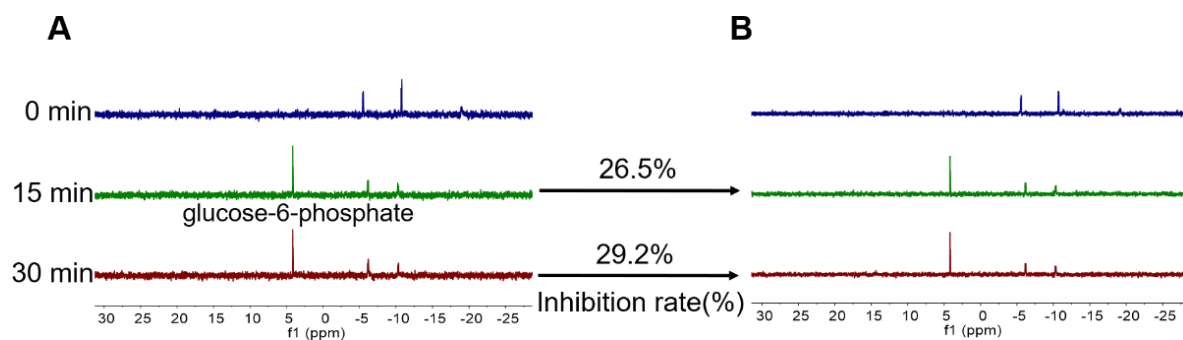 A
B
0 min
15 min
glucose-6-phosphate
26.5%
30 min
29.2%
Inhibition rate(%)
30 25 20 15 10 5 0 -5 -10 -15 -20 -25
f1 (ppm)
30 25 20 15 10 5 0 -5 -10 -15 -20 -25
f1 (ppm)